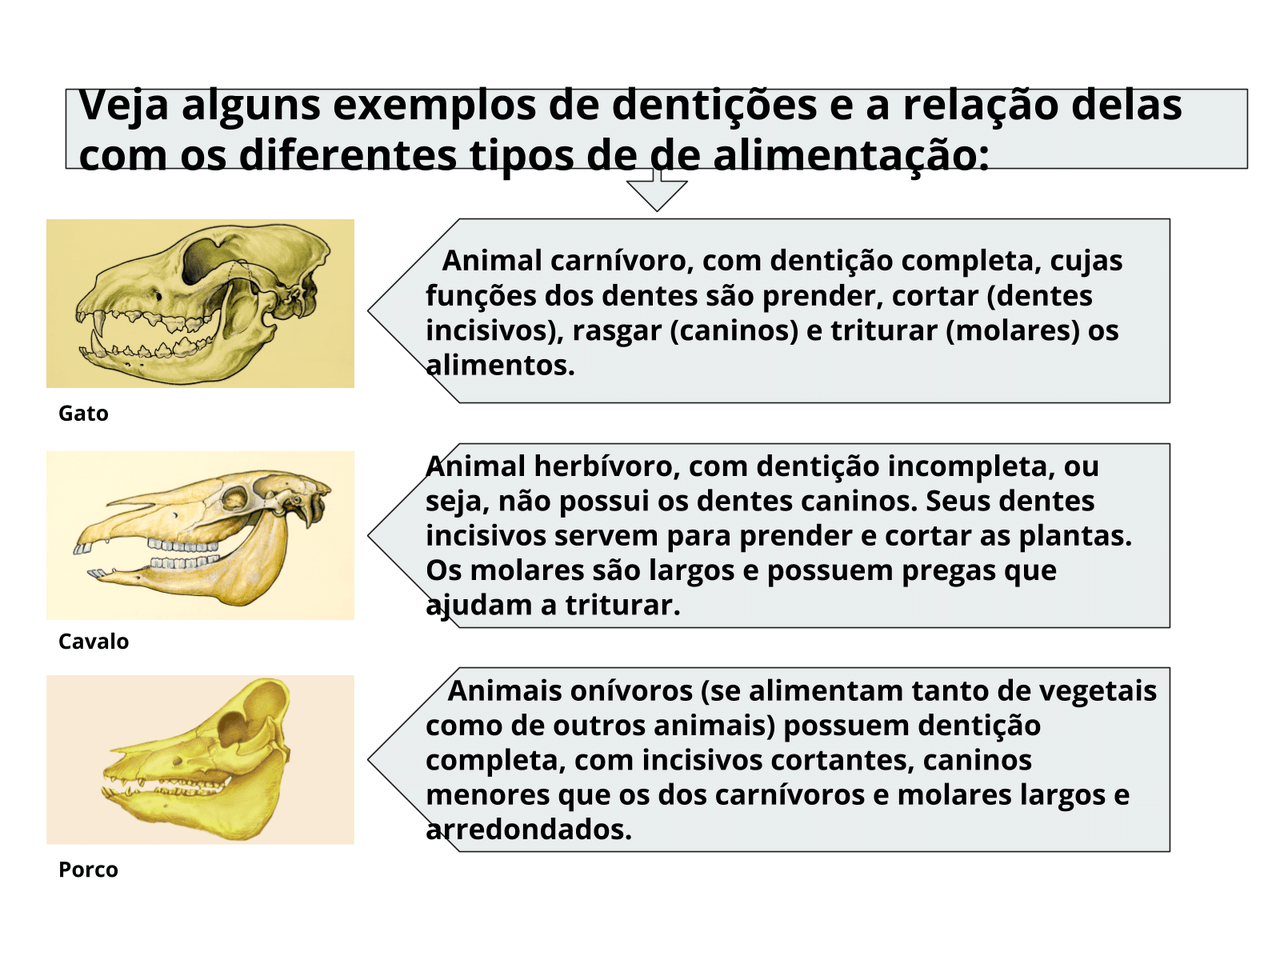 Veja alguns exemplos de dentições e a relação delas
com os diferentes tipos de de alimentação:
Animal carnívoro, com dentição completa, cujas
funções dos dentes são prender, cortar (dentes
incisivos), rasgar (caninos) e triturar (molares) os
alimentos.
Gato
Animal herbívoro, com dentição incompleta, ou
seja, não possui os dentes caninos. Seus dentes
incisivos servem para prender e cortar as plantas.
Os molares são largos e possuem pregas que
ajudam a triturar.
Cavalo
Animais onívoros (se alimentam tanto de vegetais
como de outros animais) possuem dentição
completa, com incisivos cortantes, caninos
menores que os dos carnívoros e molares largos e
arredondados.
Porco